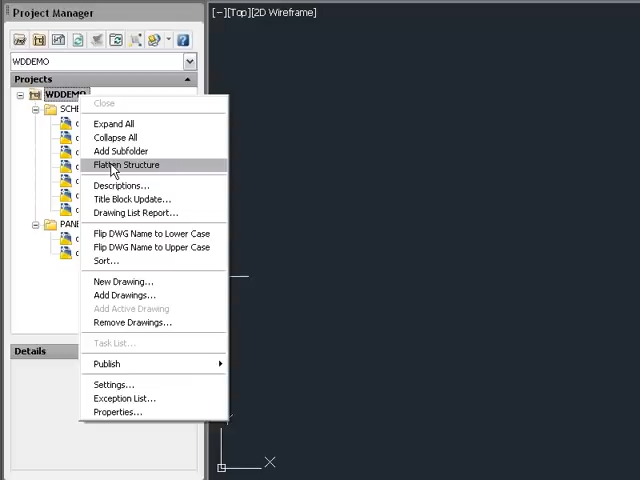 Project Manager
[−][Top][2D Wireframe]
WDDEMO
Projects
WDDEMO
SCHE
PANE
Close
Expand All
Collapse All
Add Subfolder
Flatten Structure
Descriptions...
Title Block Update...
Drawing List Report...
Flip DWG Name to Lower Case
Flip DWG Name to Upper Case
Sort...
New Drawing...
Add Drawings...
Add Active Drawing
Remove Drawings...
Task List...
Publish
Settings...
Exception List...
Properties...
Details
Y
X